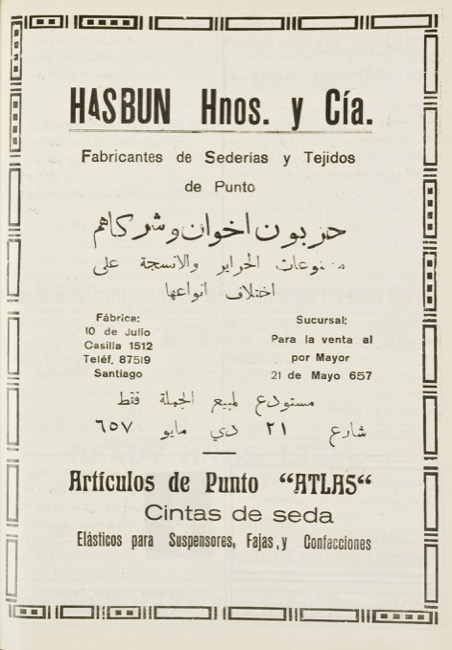 HASBUN Hnos. y Cía.
Fabricantes de Sederias y Tejidos
de Punto
حزبون اخوان وشركاهم
منوعات الحراير والانسجة على
اختلاف انواعها
Fábrica:
10 de Julio
Casilla 1512
Teléf. 87519
Santiago
Sucursal:
Para la venta al
por Mayor
21 de Mayo 657
مستودع لمبيع الجملة فقط
شارع ٢١ دي مايو ٦٥٧
Artículos de Punto “ATLAS“
Cintas de seda
Elásticos para Suspensores, Fajas, y Confecciones